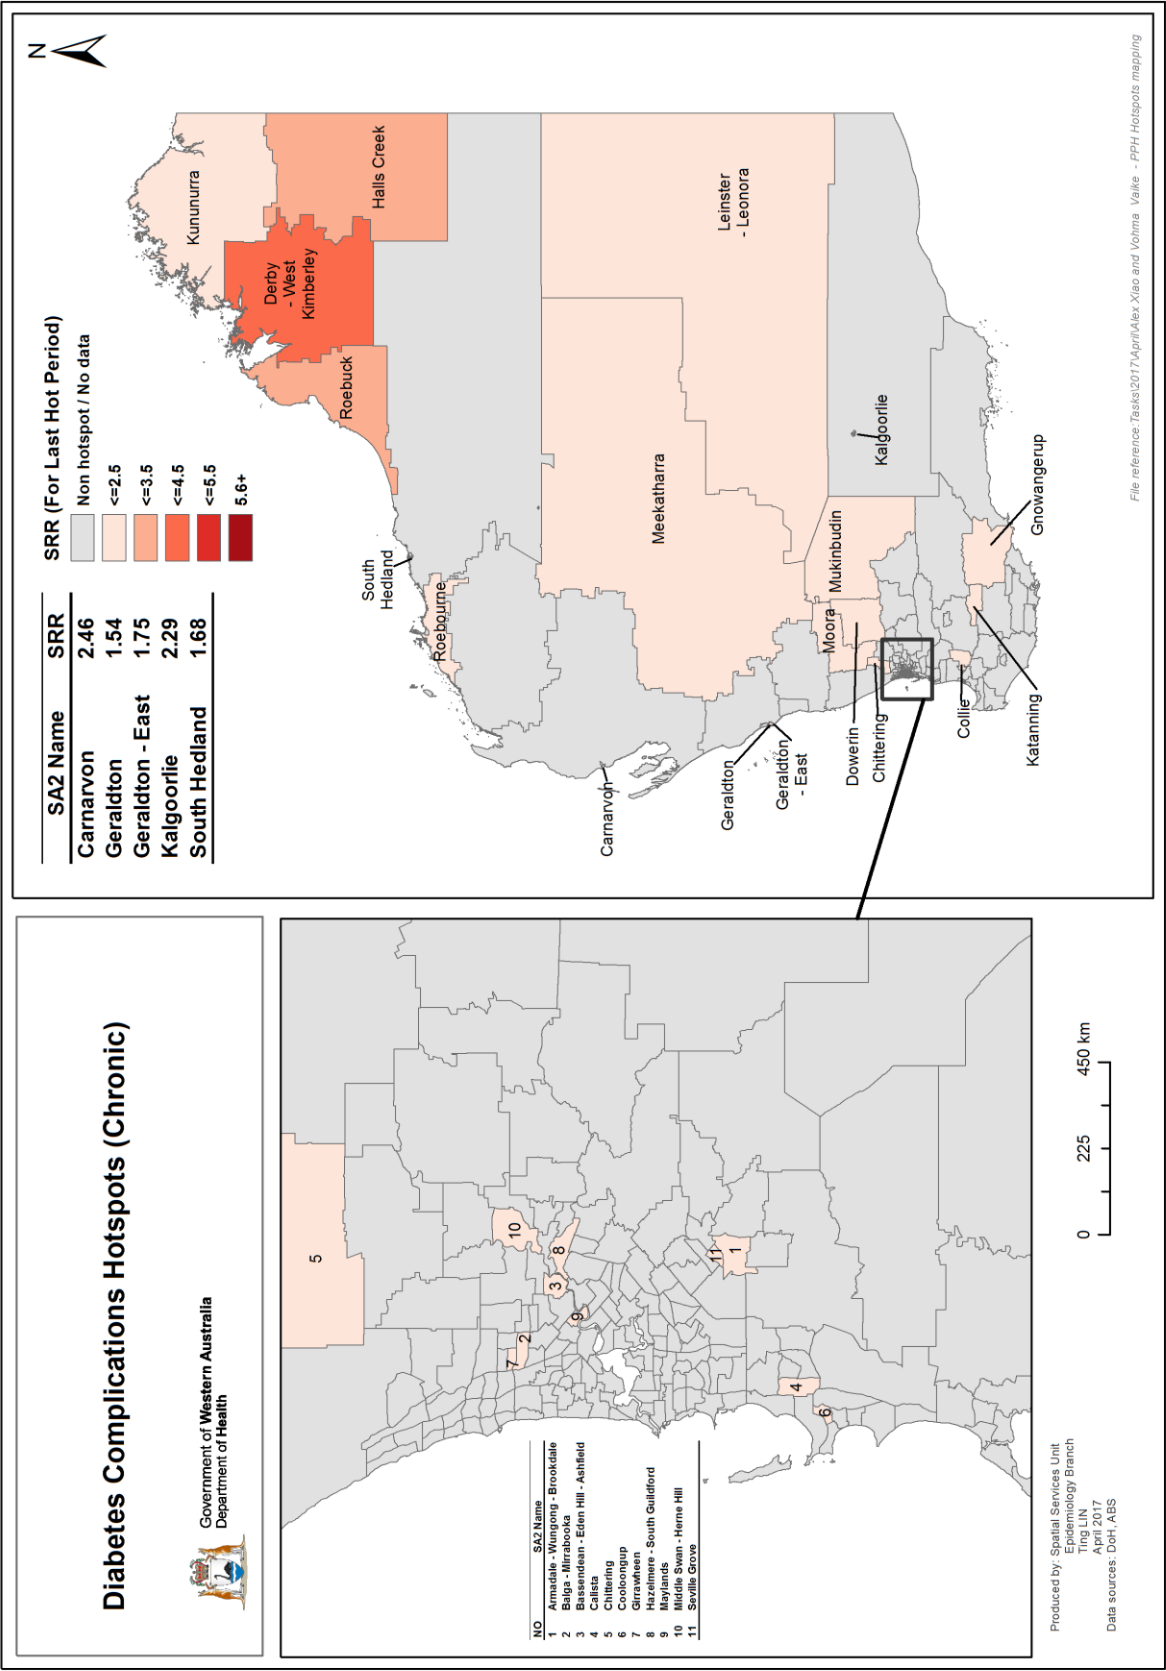 Diabetes Complications Hotspots (Chronic)
Government of Western Australia
Department of Health
5
10
8
3
9
2
7
11
1
4
6
NO SA2 Name
1 Armadale - Wungong - Brookdale
2 Balga - Mirrabooka
3 Bassendean - Eden Hill - Ashfield
4 Calista
5 Chittering
6 Cooloongup
7 Girrawheen
8 Hazelmere - South Guildford
9 Maylands
10 Middle Swan - Herne Hill
11 Seville Grove
Produced by: Spatial Services Unit
Epidemiology Branch
Ting LIN
April 2017
Data sources: DoH, ABS
0 225 450 km
SA2 Name SRR
Carnarvon 2.46
Geraldton 1.54
Geraldton - East 1.75
Kalgoorlie 2.29
South Hedland 1.68
SRR (For Last Hot Period)
Non hotspot / No data
<=2.5
<=3.5
<=4.5
<=5.5
5.6+
N
Kununurra
Derby
- West
Kimberley
Halls Creek
Roebuck
South
Hedland
Roebourne
Carnarvon
Meekatharra
Leinster
- Leonora
Geraldton
Geraldton
- East
Moora
Mukinbudin
Kalgoorlie
Dowerin
Chittering
Collie
Katanning
Gnowangerup
File reference:Tasks\2017\April\Alex Xiao and Vohma Vaike - PPH Hotspots mapping